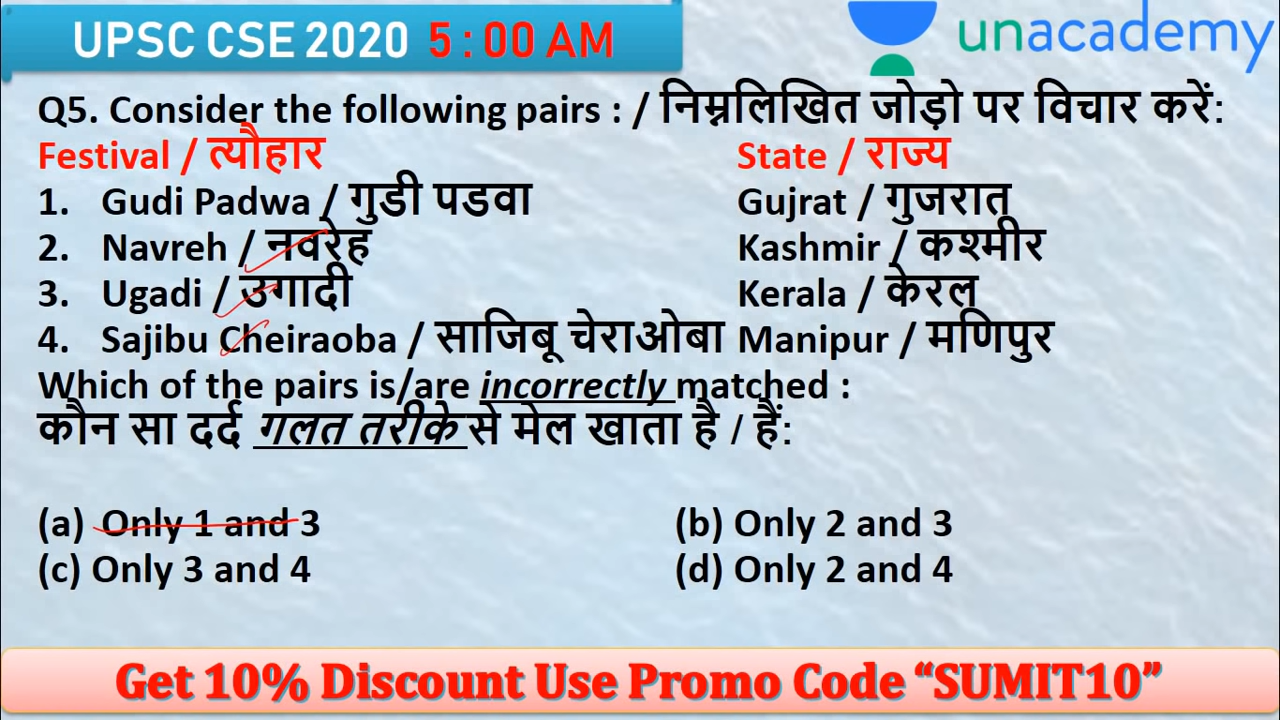 UPSC CSE 2020 5:00 AM
unacademy
Q5. Consider the following pairs : / निम्नलिखित जोड़ो पर विचार करें:
Festival / त्यौहार State / राज्य
1. Gudi Padwa / गुडी पडवा Gujrat / गुजरात
2. Navreh / नवरेह Kashmir / कश्मीर
3. Ugadi / उगादी Kerala / केरल
4. Sajibu Cheiraoba / साजिबू चेराओबा Manipur / मणिपुर
Which of the pairs is/are incorrectly matched :
कौन सा दर्द गलत तरीके से मेल खाता है / हैं:
(a) Only 1 and 3 (b) Only 2 and 3
(c) Only 3 and 4 (d) Only 2 and 4
Get 10% Discount Use Promo Code “SUMIT10”